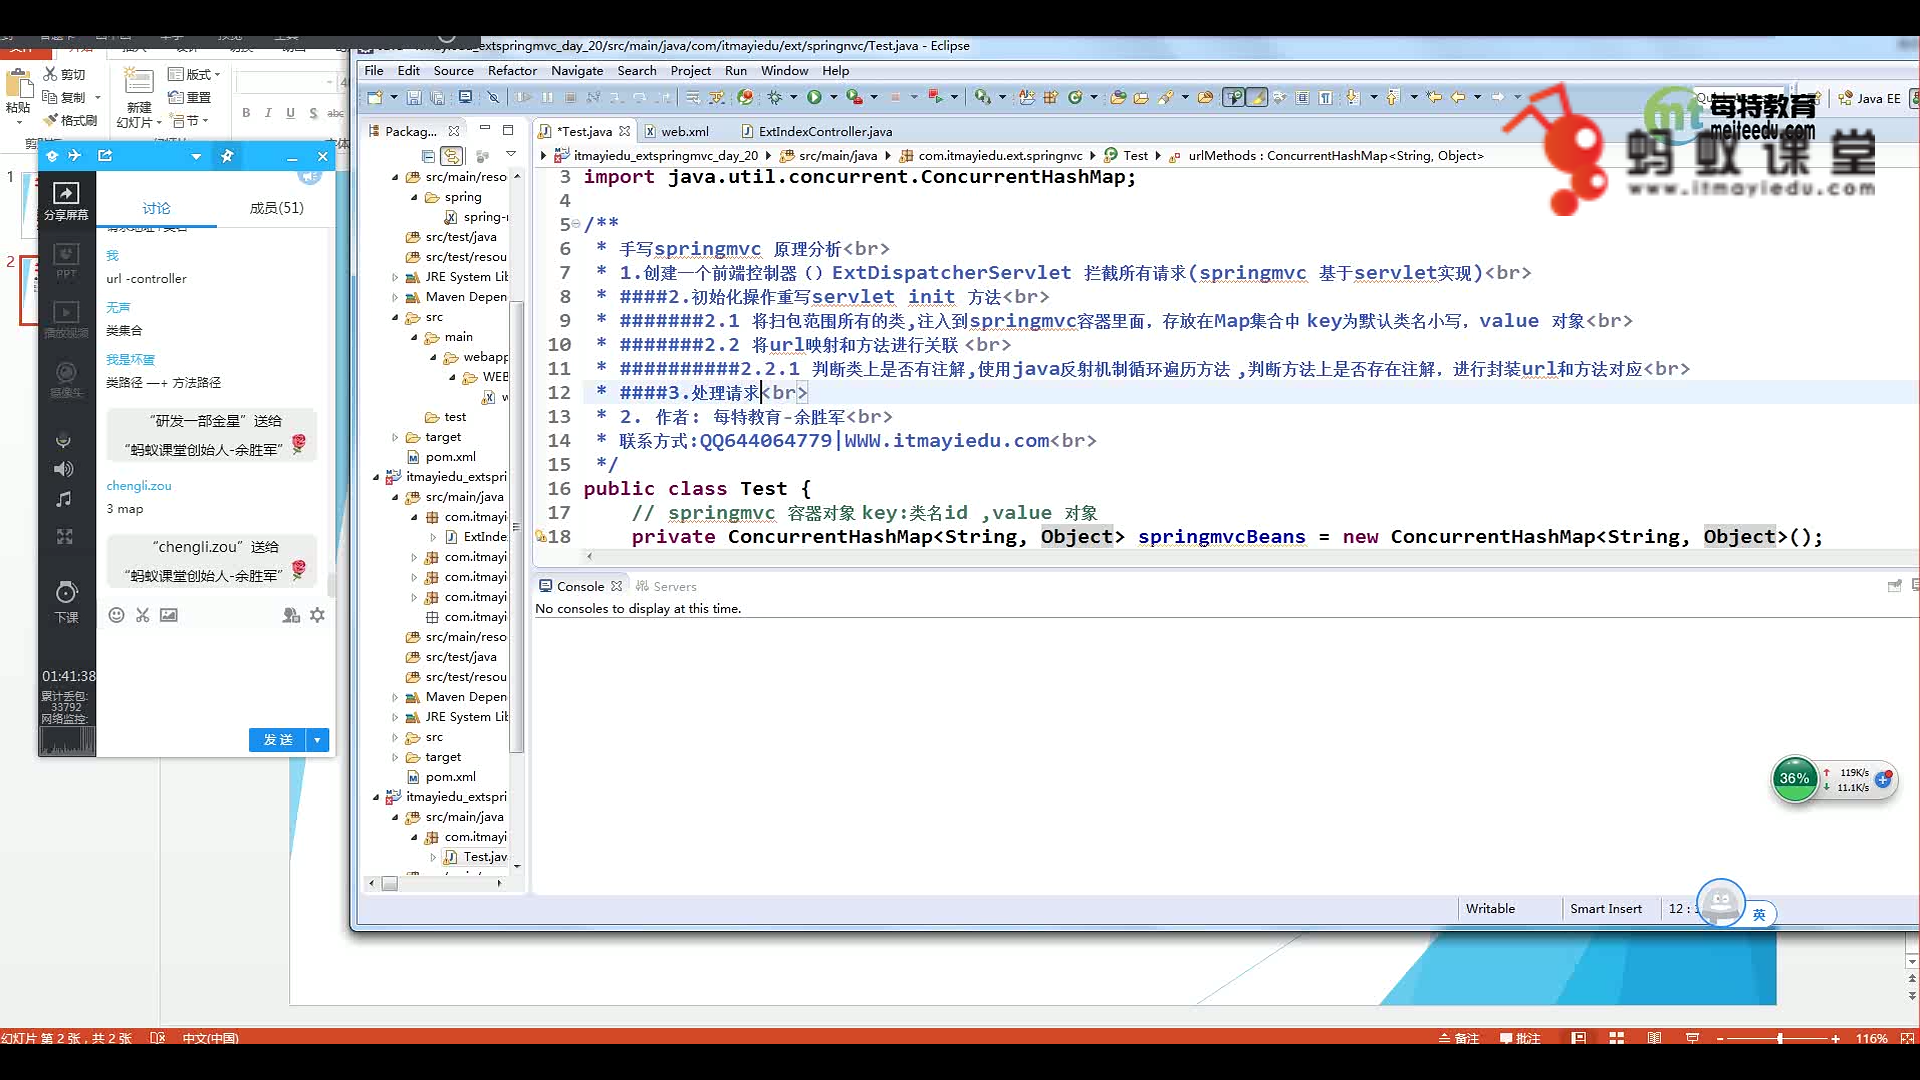 _extspringmvc_day_20/src/main/java/com/itmayiedu/ext/springnvc/Test.java - Eclipse
File Edit Source Refactor Navigate Search Project Run Window Help
剪切
复制
格式刷
粘贴
新建
幻灯片
版式
重置
节
B I U S abc
Java EE
每特教育
meiteedu.com
蚂蚁课堂
www.itmayiedu.com
1
2
分享屏幕
PPT
播放视频
摄像头
下课
01:41:38
累计丢包:
33792
网络监控:
讨论
成员(51)
我
url -controller
无声
类集合
我是坏蛋
类路径 —+ 方法路径
“研发一部金星”送给
“蚂蚁课堂创始人-余胜军”
chengli.zou
3 map
“chengli.zou”送给
“蚂蚁课堂创始人-余胜军”
发送
Packag...
src/main/reso
spring
spring-
src/test/java
src/test/resou
JRE System Lib
Maven Depen
src
main
webapp
WEB
w
test
target
pom.xml
itmayiedu_extspri
src/main/java
com.itmayi
ExtInde
com.itmayi
com.itmayi
com.itmayi
com.itmayi
src/main/reso
src/test/java
src/test/resou
Maven Depen
JRE System Lib
src
target
pom.xml
itmayiedu_extspri
src/main/java
com.itmayi
Test.jav
*Test.java web.xml ExtIndexController.java
itmayiedu_extspringmvc_day_20 src/main/java com.itmayiedu.ext.springnvc Test urlMethods : ConcurrentHashMap<String, Object>
3 import java.util.concurrent.ConcurrentHashMap;
4
5 /**
6 * 手写springmvc 原理分析<br>
7 * 1.创建一个前端控制器（）ExtDispatcherServlet 拦截所有请求(springmvc 基于servlet实现)<br>
8 * ####2.初始化操作重写servlet init 方法<br>
9 * #######2.1 将扫包范围所有的类,注入到springmvc容器里面，存放在Map集合中 key为默认类名小写，value 对象<br>
10 * #######2.2 将url映射和方法进行关联 <br>
11 * ##########2.2.1 判断类上是否有注解,使用java反射机制循环遍历方法 ,判断方法上是否存在注解，进行封装url和方法对应<br>
12 * ####3.处理请求<br>
13 * 2. 作者: 每特教育-余胜军<br>
14 * 联系方式:QQ644064779|WWW.itmayiedu.com<br>
15 */
16 public class Test {
17 // springmvc 容器对象 key:类名id ,value 对象
18 private ConcurrentHashMap<String, Object> springmvcBeans = new ConcurrentHashMap<String, Object>();
Console Servers
No consoles to display at this time.
36%
119K/s
11.1K/s
Writable Smart Insert 12 :
英
幻灯片 第 2 张，共 2 张 中文(中国)
备注 批注 116%